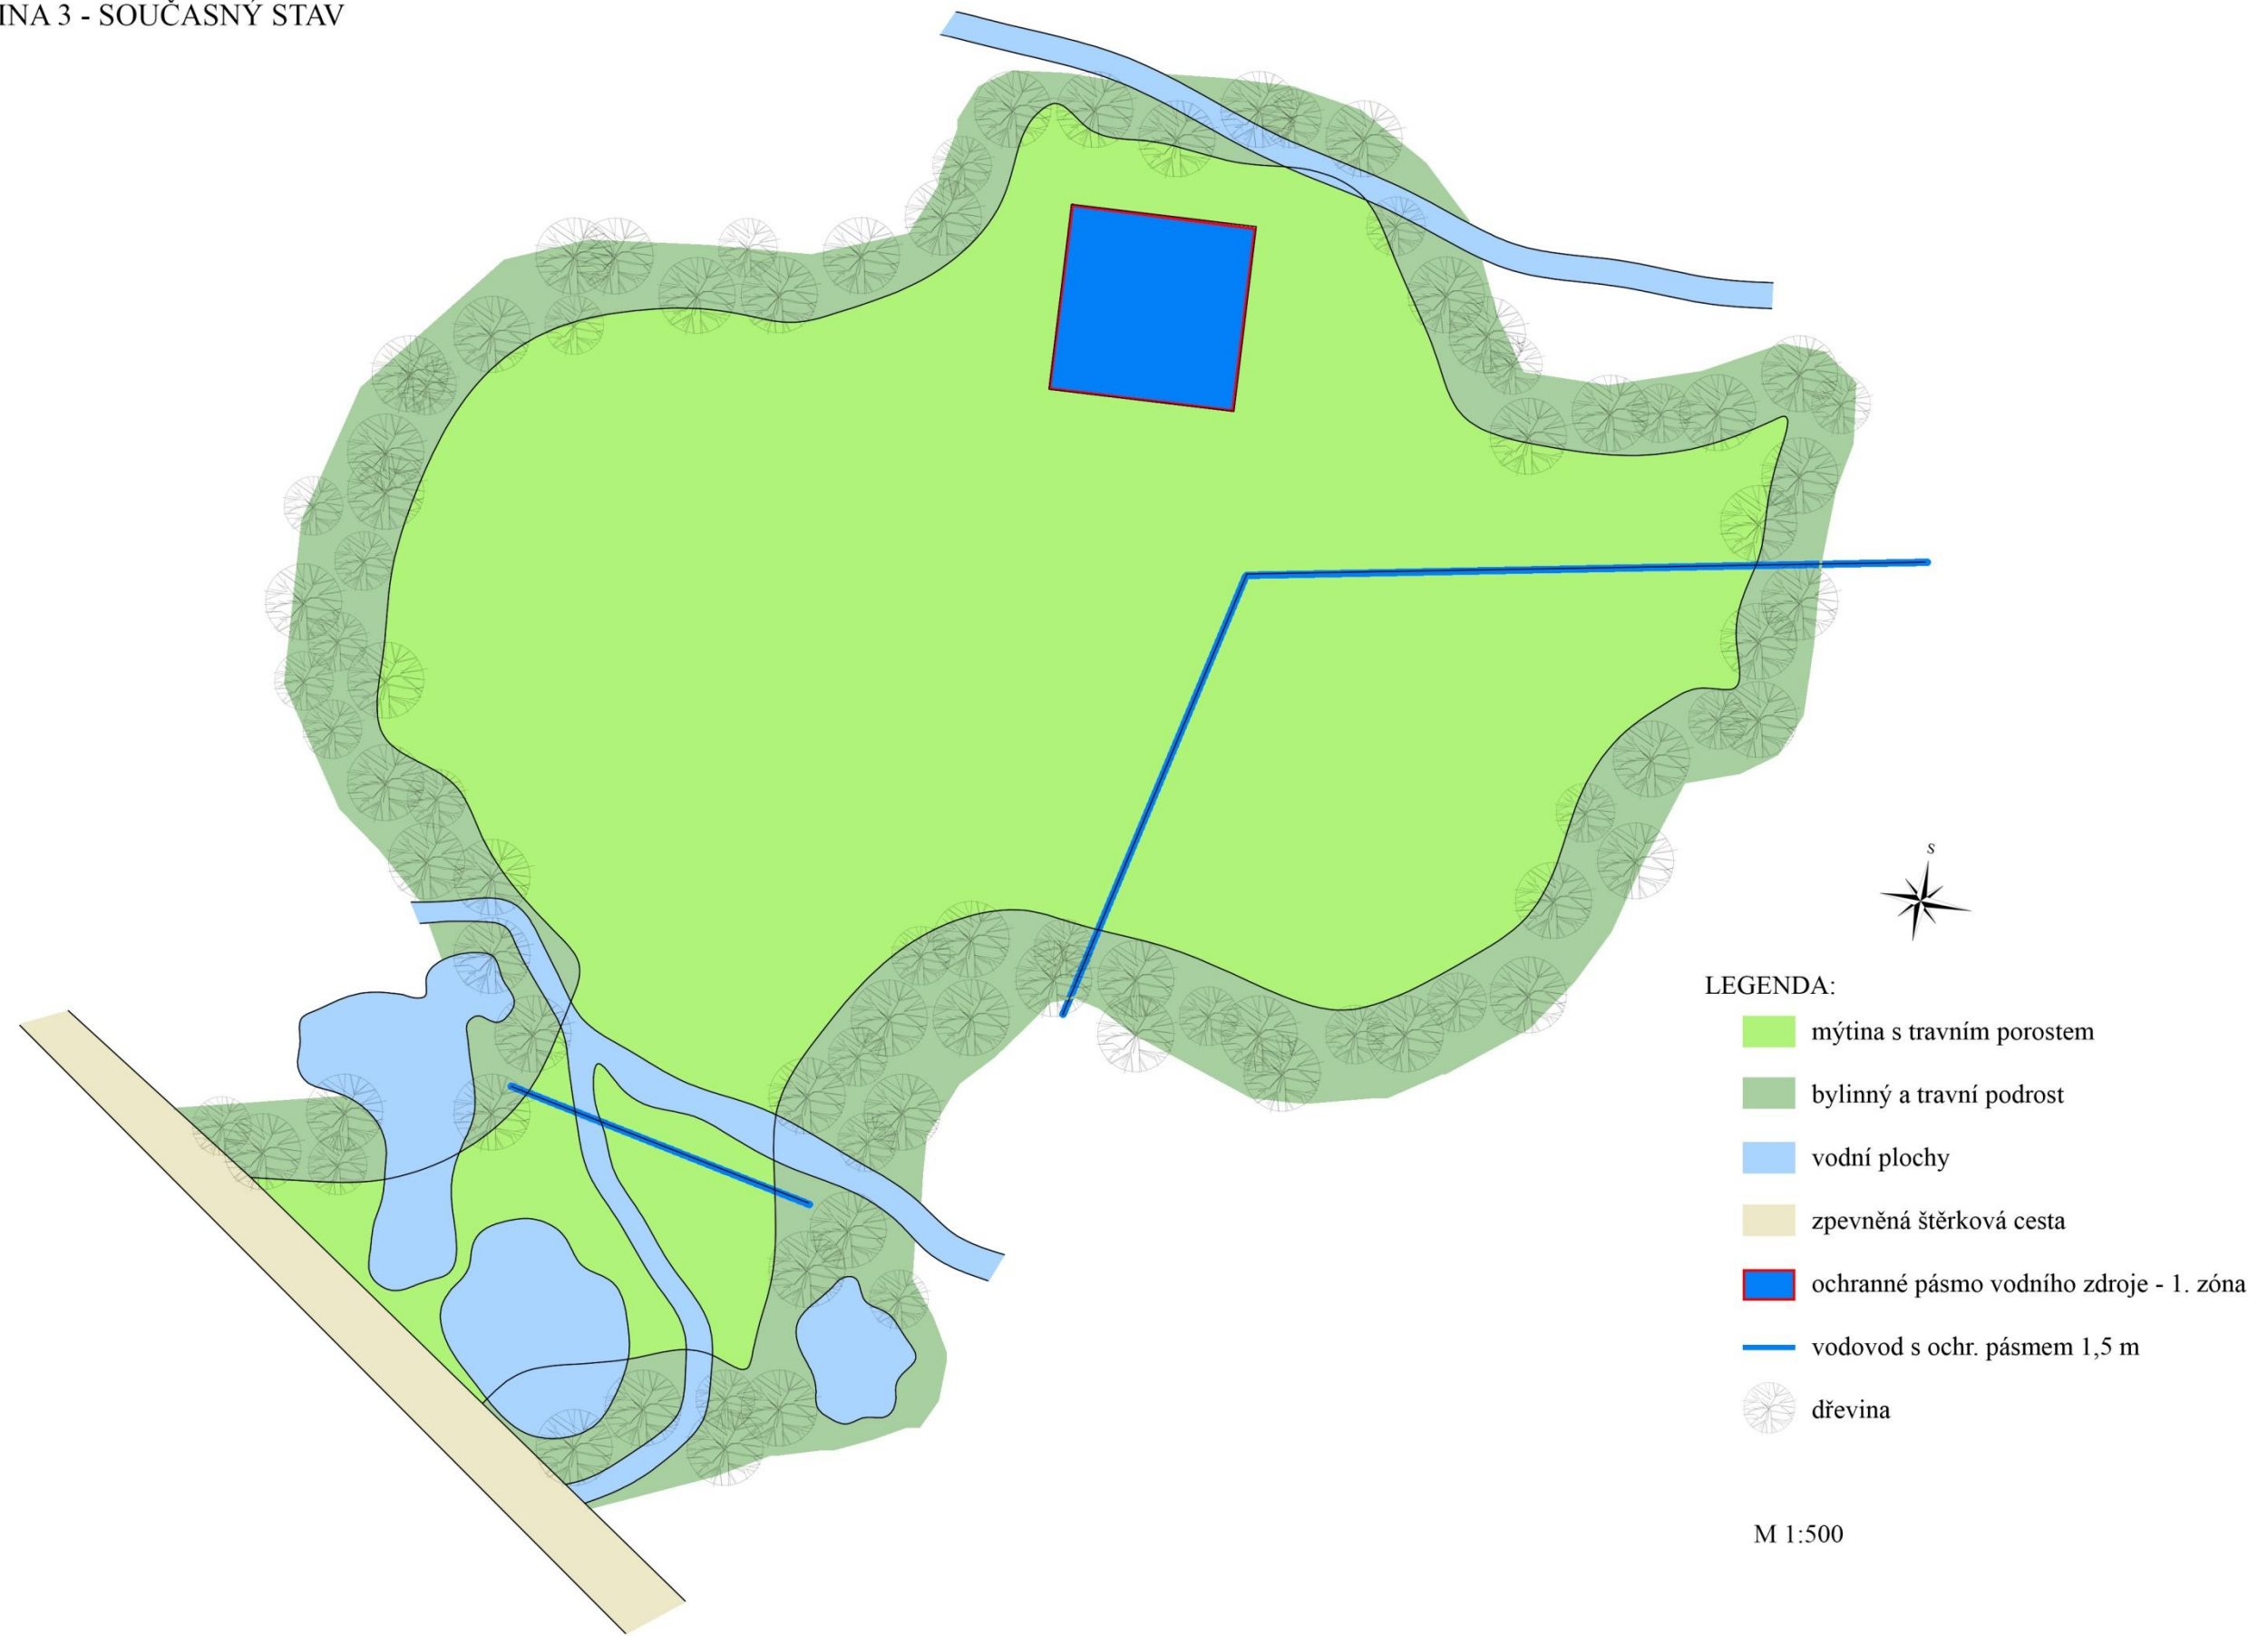 INA 3 - SOUČASNÝ STAV
S
LEGENDA:
mýtina s travním porostem
bylinný a travní podrost
vodní plochy
zpevněná štěrková cesta
ochranné pásmo vodního zdroje - 1. zóna
vodovod s ochr. pásmem 1,5 m
dřevina
M 1:500